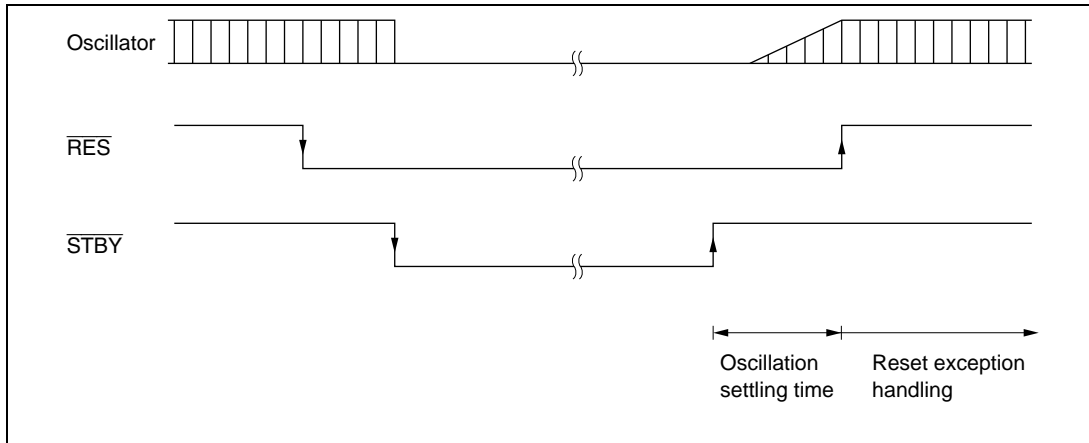 Oscillator
RES
STBY
Oscillation
settling time
Reset exception
handling